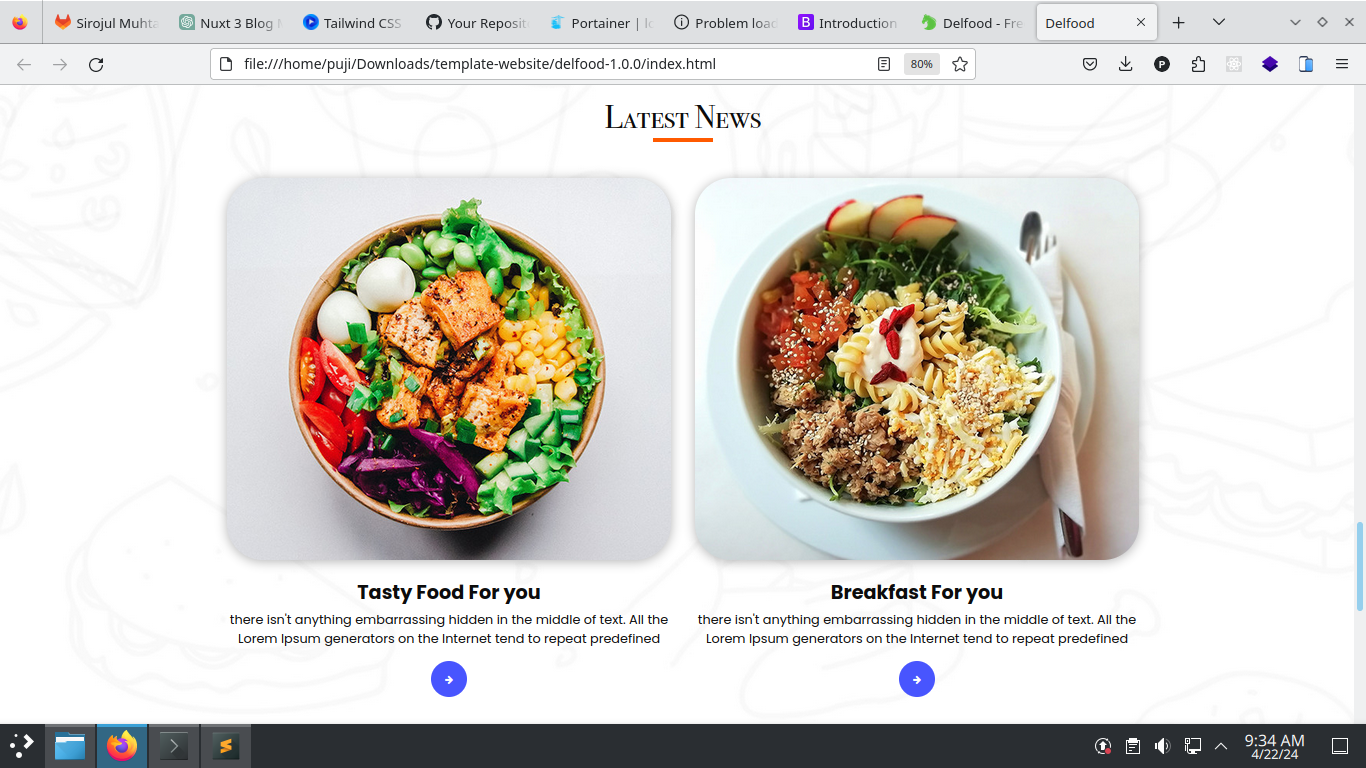 Sirojul Muhta
Nuxt 3 Blog
Tailwind CSS
Your Reposit
Portainer |
Problem load
Introduction
Delfood - Fre
Delfood
file:///home/puji/Downloads/template-website/delfood-1.0.0/index.html
80%
LATEST NEWS
Tasty Food For you
Breakfast For you
there isn't anything embarrassing hidden in the middle of text. All the
Lorem Ipsum generators on the Internet tend to repeat predefined
there isn't anything embarrassing hidden in the middle of text. All the
Lorem Ipsum generators on the Internet tend to repeat predefined
9:34 AM
4/22/24